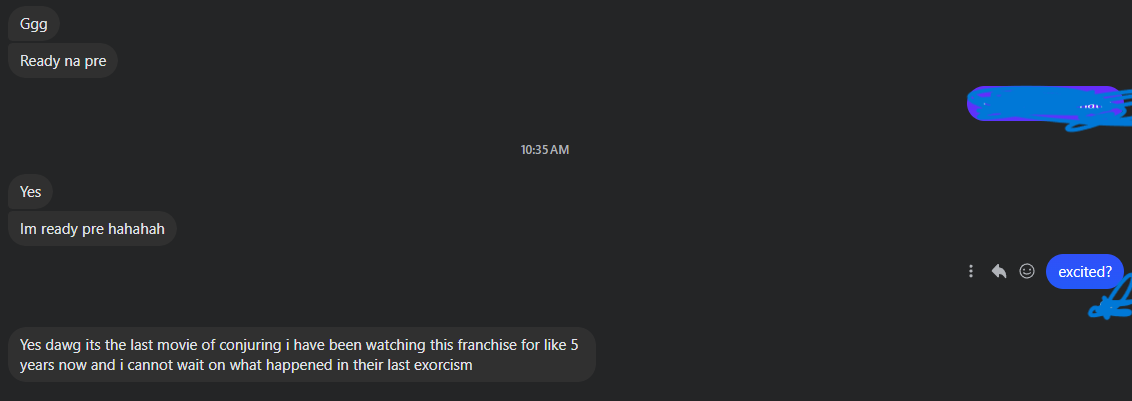 Ggg
Ready na pre
10:35 AM
Yes
Im ready pre hahahah
excited?
Yes dawg its the last movie of conjuring i have been watching this franchise for like 5
years now and i cannot wait on what happened in their last exorcism